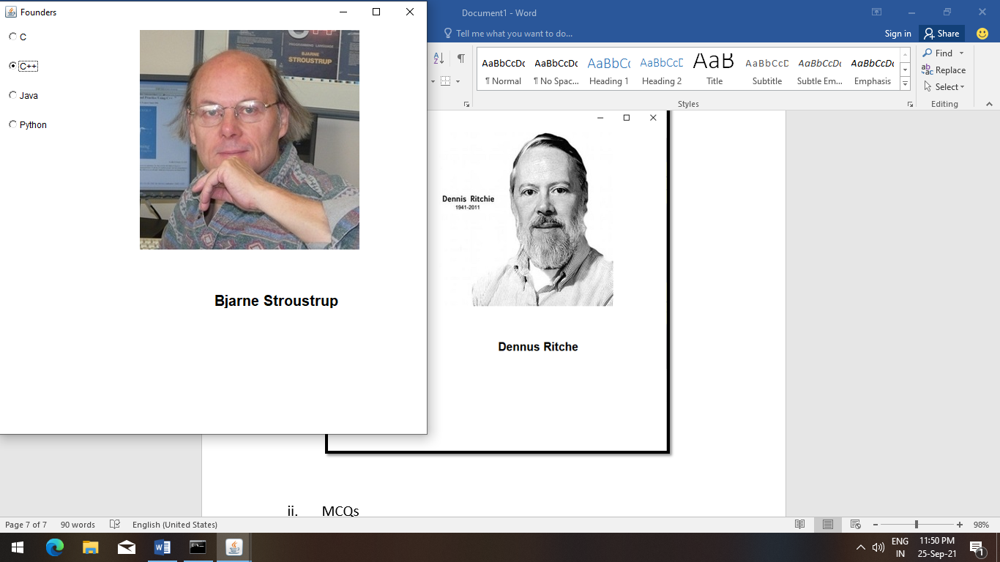 Founders
C
C++
Java
Python
BJARNE
STROUSTRUP
Bjarne Stroustrup
Document1 - Word
Tell me what you want to do...
Sign in
Share
AaBbCcDc
AaBbCcDc
AaBbCc
AaBbCcD
AaB
AaBbCcD
AaBbCcDc
AaBbCcDc
¶ Normal
¶ No Spac...
Heading 1
Heading 2
Title
Subtitle
Subtle Em...
Emphasis
Styles
Find
Replace
Select
Editing
Dennis Ritchie
1941-2011
Dennus Ritche
ii. MCQs
Page 7 of 7
90 words
English (United States)
98%
ENG
IN
11:50 PM
25-Sep-21
1